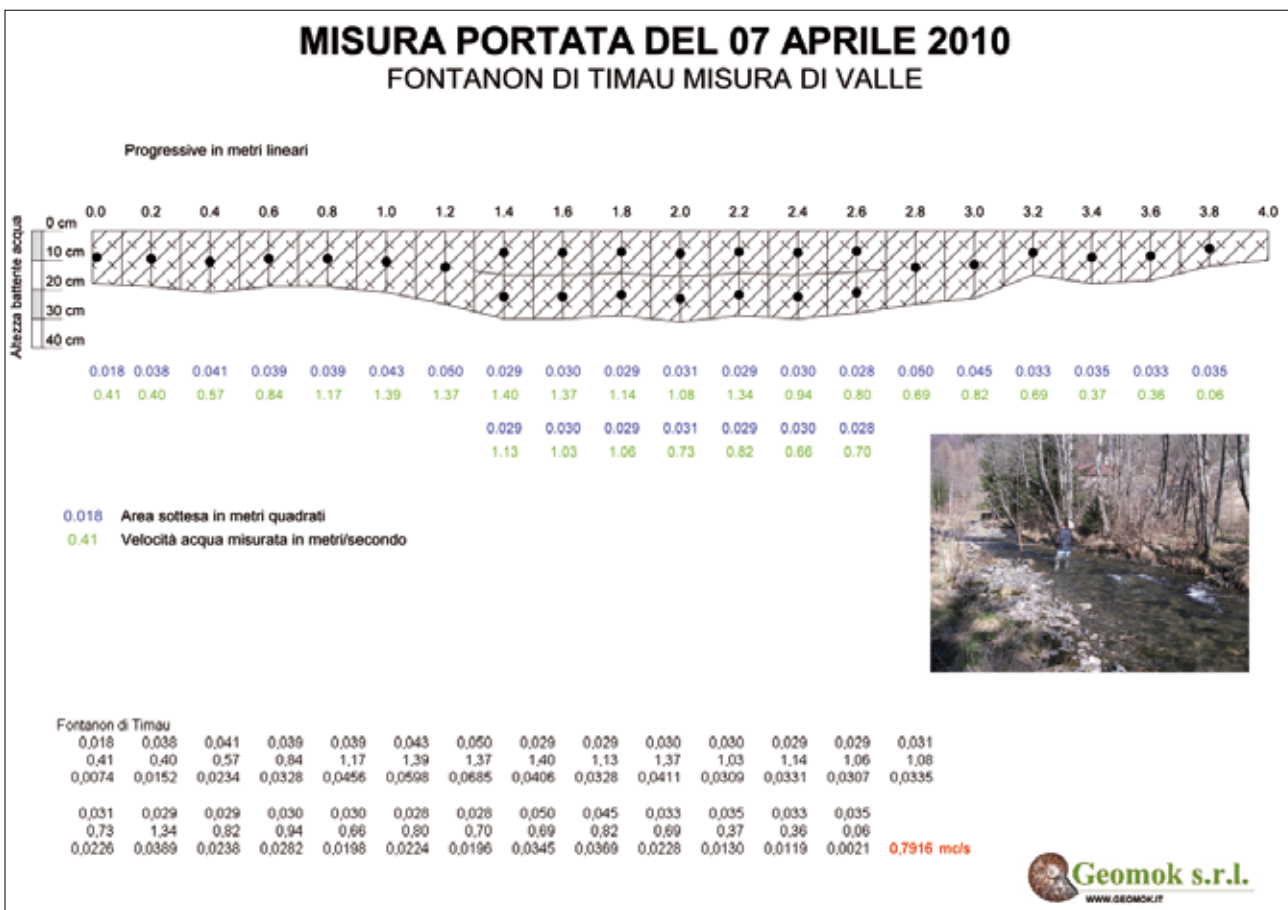 MISURA PORTATA DEL 07 APRILE 2010
FONTANON DI TIMAU MISURA DI VALLE
Progressive in metri lineari
Altezza battente acqua
0.0 0.2 0.4 0.6 0.8 1.0 1.2 1.4 1.6 1.8 2.0 2.2 2.4 2.6 2.8 3.0 3.2 3.4 3.6 3.8 4.0
0 cm
10 cm
20 cm
30 cm
40 cm
0.018 0.038 0.041 0.039 0.039 0.043 0.050 0.029 0.030 0.029 0.031 0.029 0.030 0.028 0.050 0.045 0.033 0.035 0.033 0.035
0.41 0.40 0.57 0.84 1.17 1.39 1.37 1.40 1.37 1.14 1.08 1.34 0.94 0.80 0.69 0.82 0.69 0.37 0.36 0.06
0.029 0.030 0.029 0.031 0.029 0.030 0.028
1.13 1.03 1.06 0.73 0.82 0.66 0.70
0.018 Area sottesa in metri quadrati
0.41 Velocità acqua misurata in metri/secondo
Fontanon di Timau
0,018 0,038 0,041 0,039 0,039 0,043 0,050 0,029 0,029 0,030 0,030 0,029 0,029 0,031
0,41 0,40 0,57 0,84 1,17 1,39 1,37 1,40 1,13 1,37 1,03 1,14 1,06 1,08
0,0074 0,0152 0,0234 0,0328 0,0456 0,0598 0,0685 0,0406 0,0328 0,0411 0,0309 0,0331 0,0307 0,0335
0,031 0,029 0,029 0,030 0,030 0,028 0,028 0,050 0,045 0,033 0,035 0,033 0,035
0,73 1,34 0,82 0,94 0,66 0,80 0,70 0,69 0,82 0,69 0,37 0,36 0,06
0,0226 0,0389 0,0238 0,0282 0,0198 0,0224 0,0196 0,0345 0,0369 0,0228 0,0130 0,0119 0,0021 0,7916 mc/s
Geomok s.r.l.
WWW.GEOMOK.IT